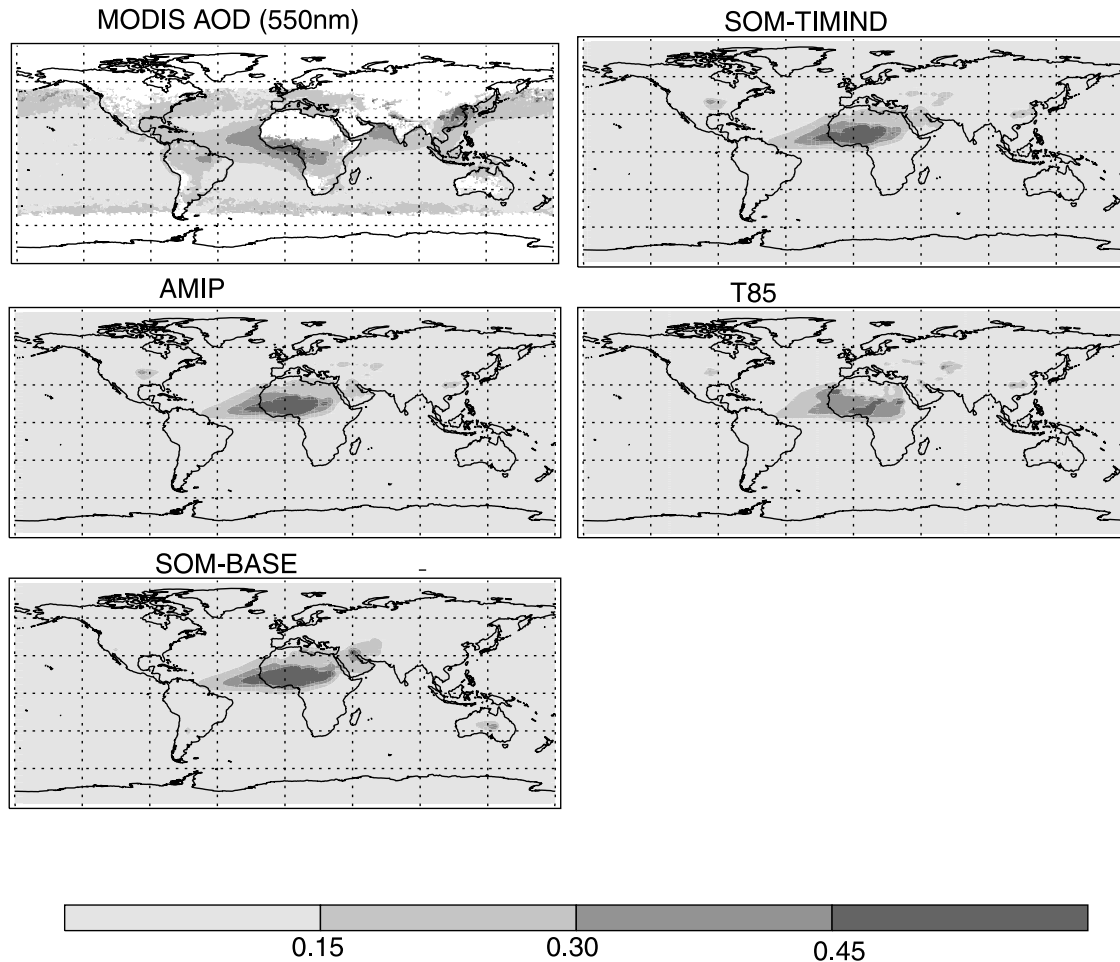 MODIS AOD (550nm)
SOM-TIMIND
AMIP
T85
SOM-BASE
0.15 0.30 0.45